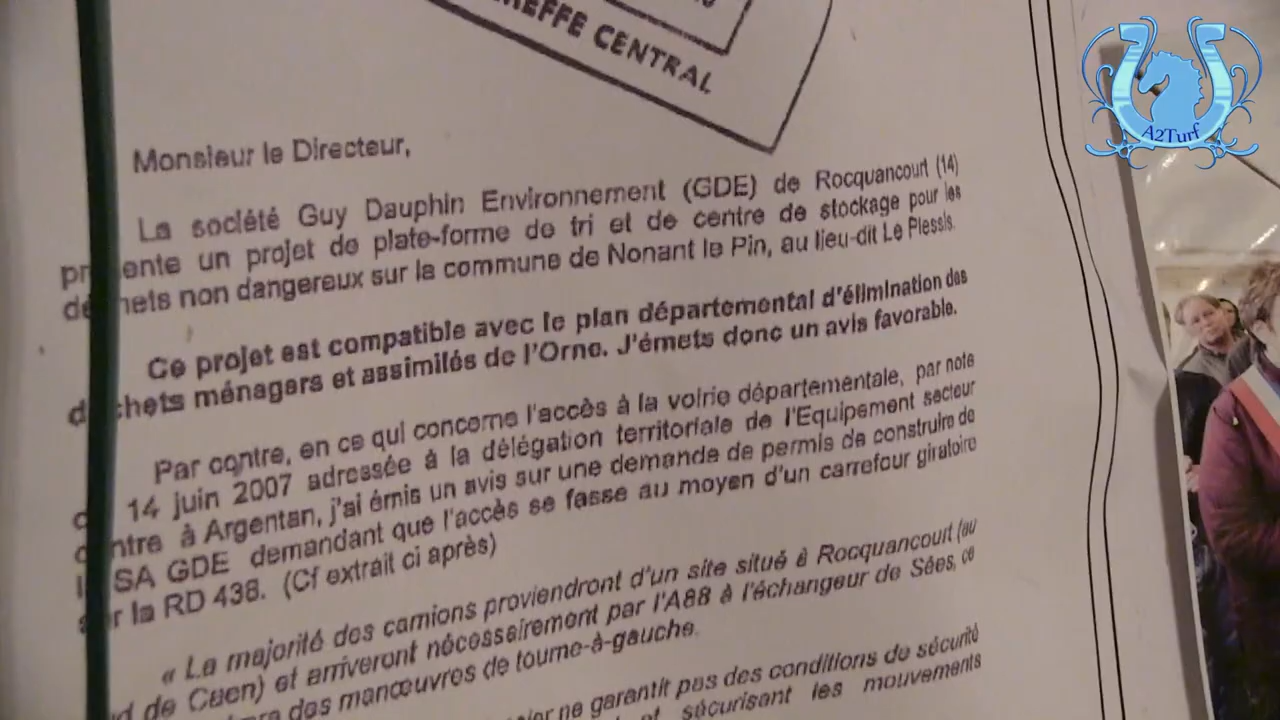 GREFFE CENTRAL
A2Turf
Monsieur le Directeur,
La société Guy Dauphin Environnement (GDE) de Rocquancourt (14)
un projet de plate-forme de tri et de centre de stockage pour les
non dangereux sur la commune de Nonant le Pin, au lieu-dit Le Plessis.
Ce projet est compatible avec le plan départemental d'élimination des
ménagers et assimilés de l'Orne. J'émets donc un avis favorable.
Par contre, en ce qui concerne l'accès à la voirie départementale, par note
14 juin 2007 adressée à la délégation territoriale de l'Equipement secteur
à Argentan, j'ai émis un avis sur une demande de permis de construire de
SA GDE demandant que l'accès se fasse au moyen d'un carrefour giratoire
la RD 438. (Cf extrait ci après)
« La majorité des camions proviendront d'un site situé à Rocquancourt (au
de Caen) et arriveront nécessairement par l'A88 à l'échangeur de Sées, ce
des manœuvres de tourne-à-gauche.
ne garantit pas des conditions de sécurité
et sécurisant les mouvements